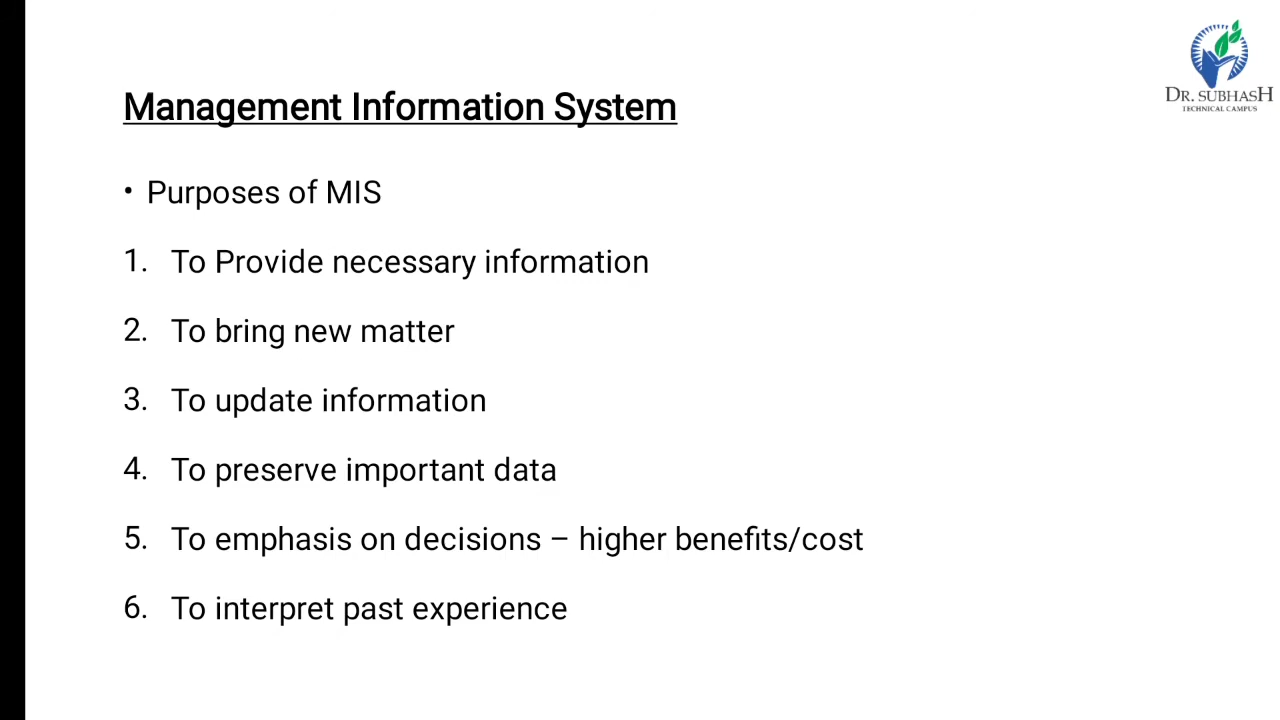 DR. SUBHASH
TECHNICAL CAMPUS
Management Information System
• Purposes of MIS
1. To Provide necessary information
2. To bring new matter
3. To update information
4. To preserve important data
5. To emphasis on decisions – higher benefits/cost
6. To interpret past experience